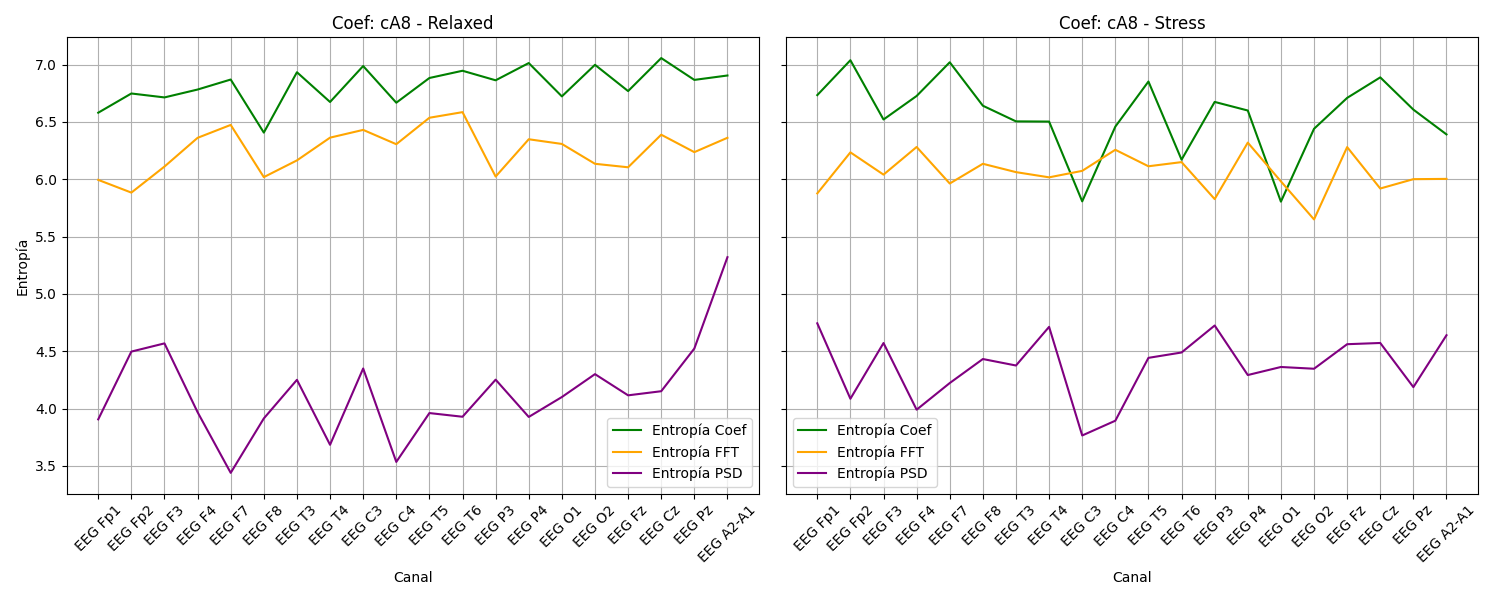 Coef: cA8 - Relaxed
Entropía
7.0
6.5
6.0
5.5
5.0
4.5
4.0
3.5
Entropía Coef
Entropía FFT
Entropía PSD
EEG Fp1
EEG Fp2
EEG F3
EEG F4
EEG F7
EEG F8
EEG T3
EEG T4
EEG C3
EEG C4
EEG T5
EEG T6
EEG P3
EEG P4
EEG O1
EEG O2
EEG Fz
EEG Cz
EEG Pz
EEG A2-A1
Canal
Coef: cA8 - Stress
Entropía Coef
Entropía FFT
Entropía PSD
EEG Fp1
EEG Fp2
EEG F3
EEG F4
EEG F7
EEG F8
EEG T3
EEG T4
EEG C3
EEG C4
EEG T5
EEG T6
EEG P3
EEG P4
EEG O1
EEG O2
EEG Fz
EEG Cz
EEG Pz
EEG A2-A1
Canal